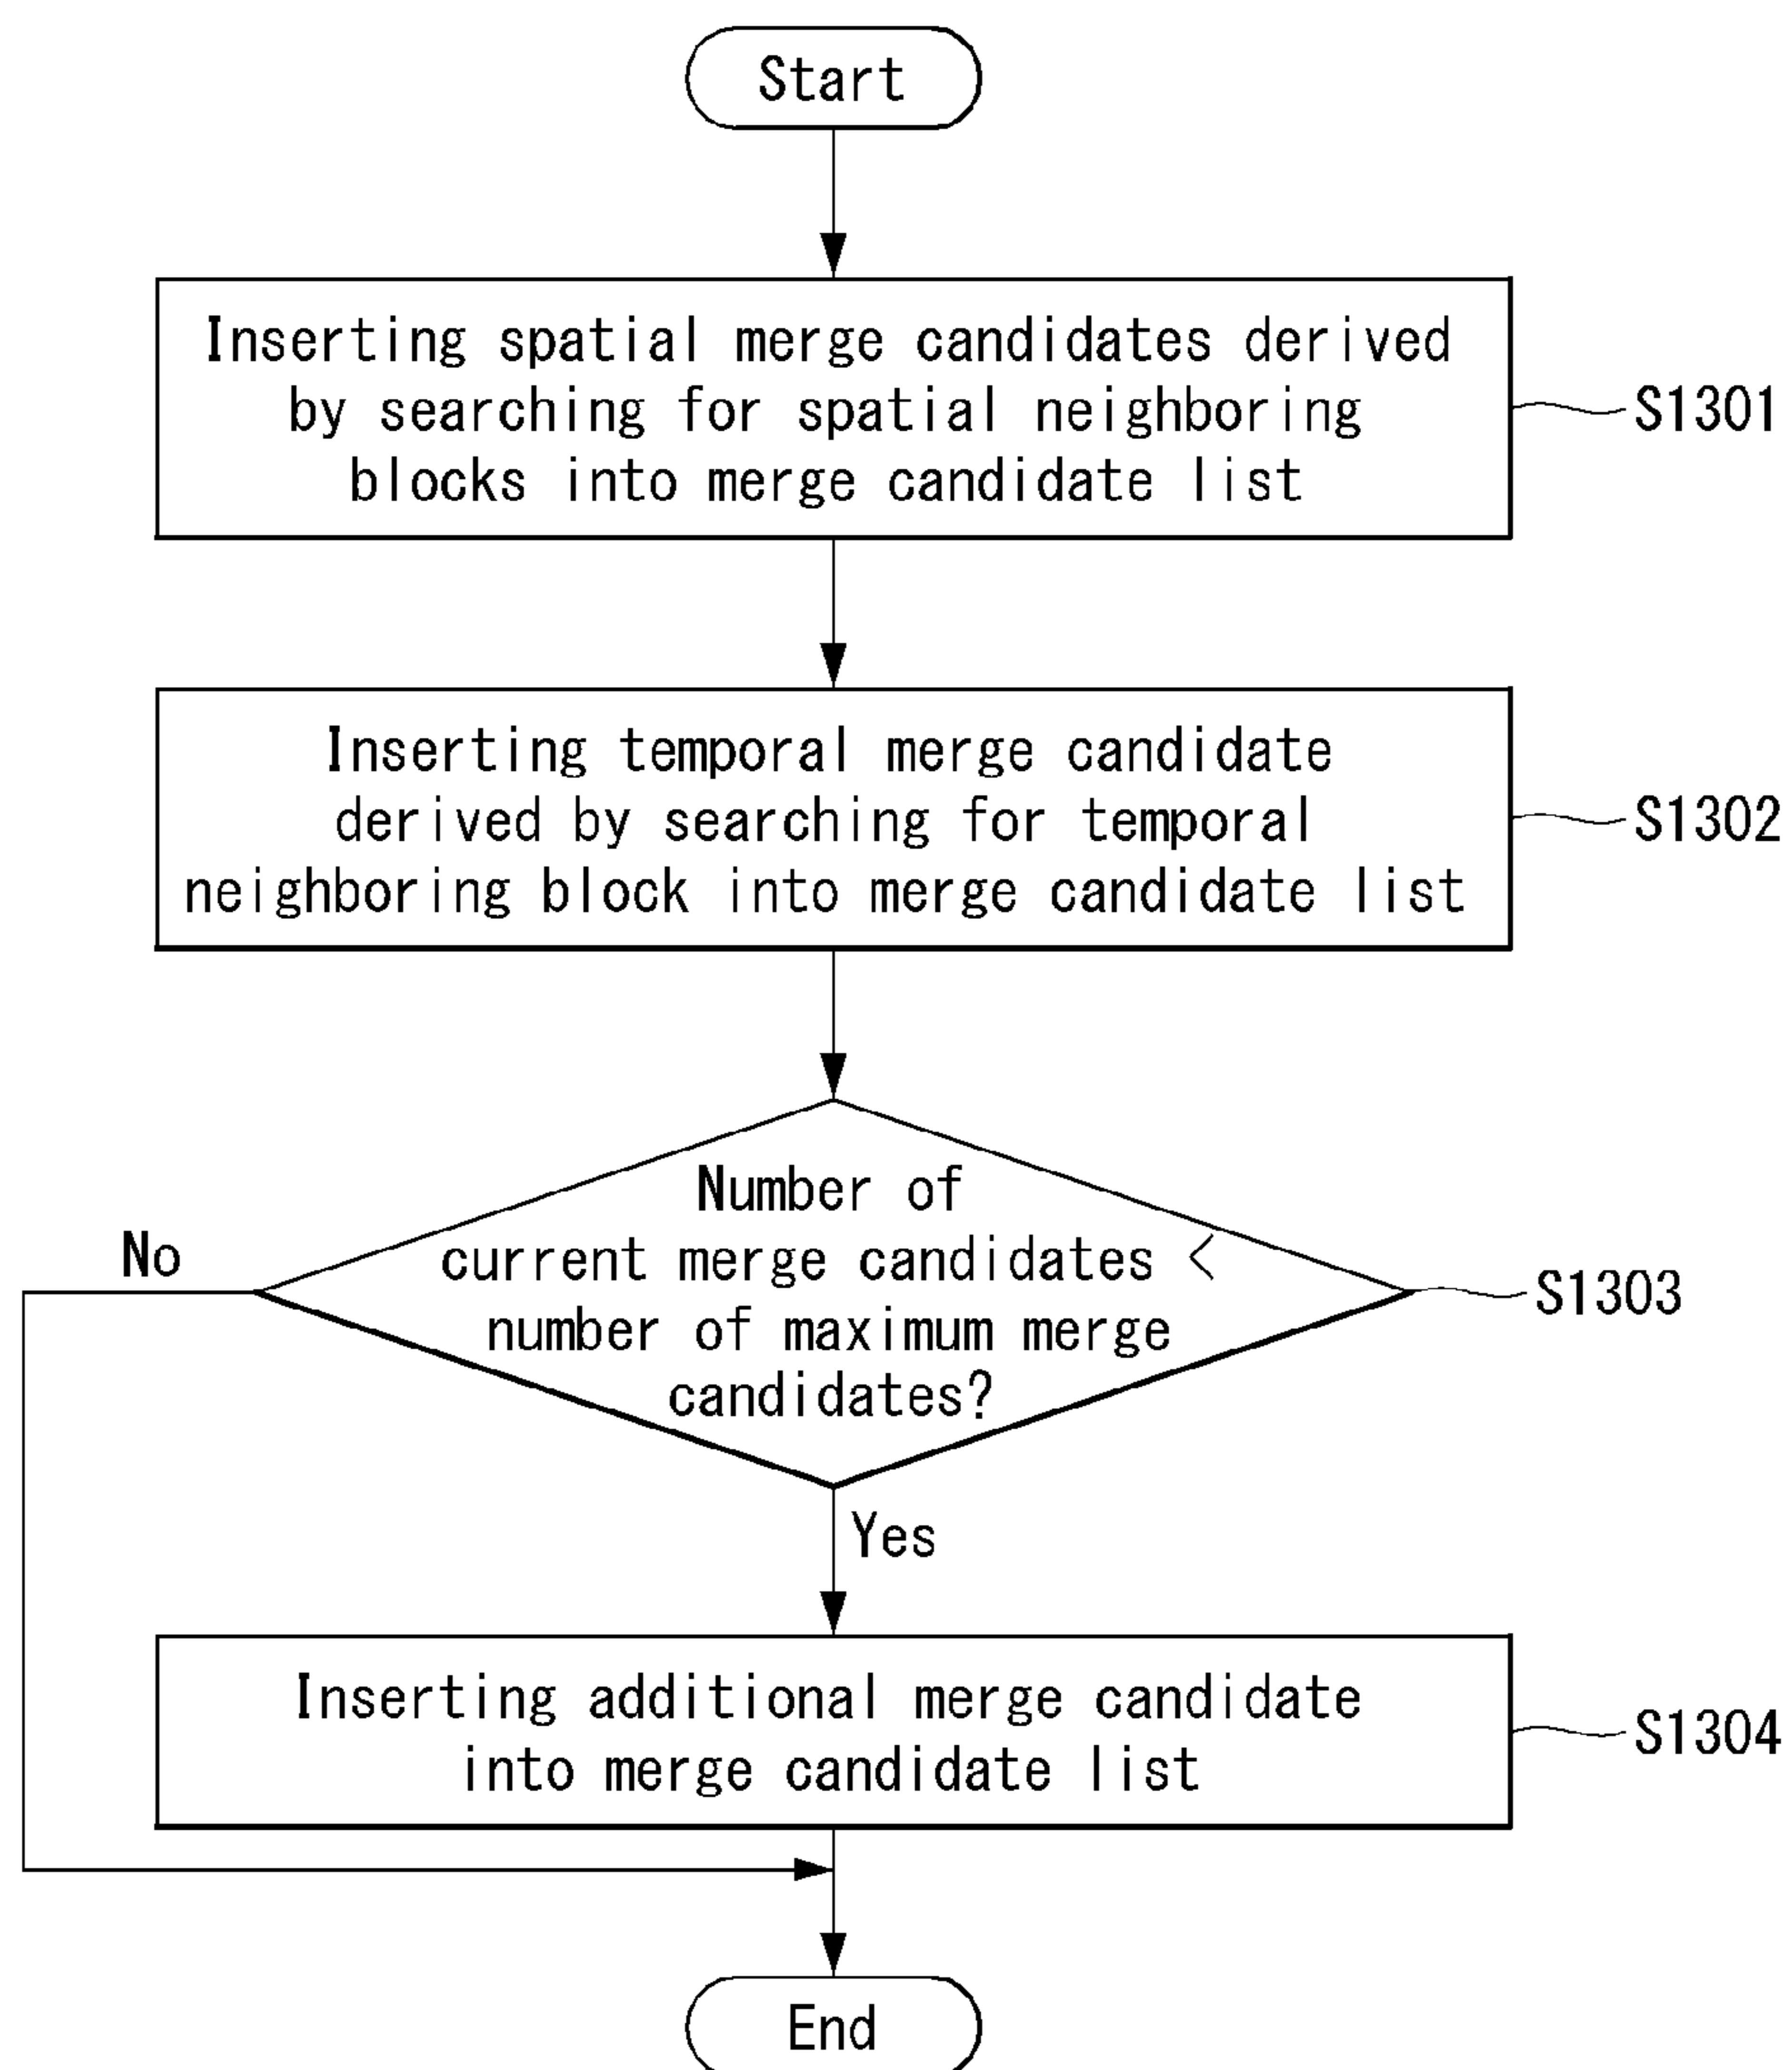 Start
Inserting spatial merge candidates derived
by searching for spatial neighboring
blocks into merge candidate list
S1301
Inserting temporal merge candidate
derived by searching for temporal
neighboring block into merge candidate list
S1302
Number of
current merge candidates <
number of maximum merge
candidates?
S1303
No
Yes
Inserting additional merge candidate
into merge candidate list
S1304
End